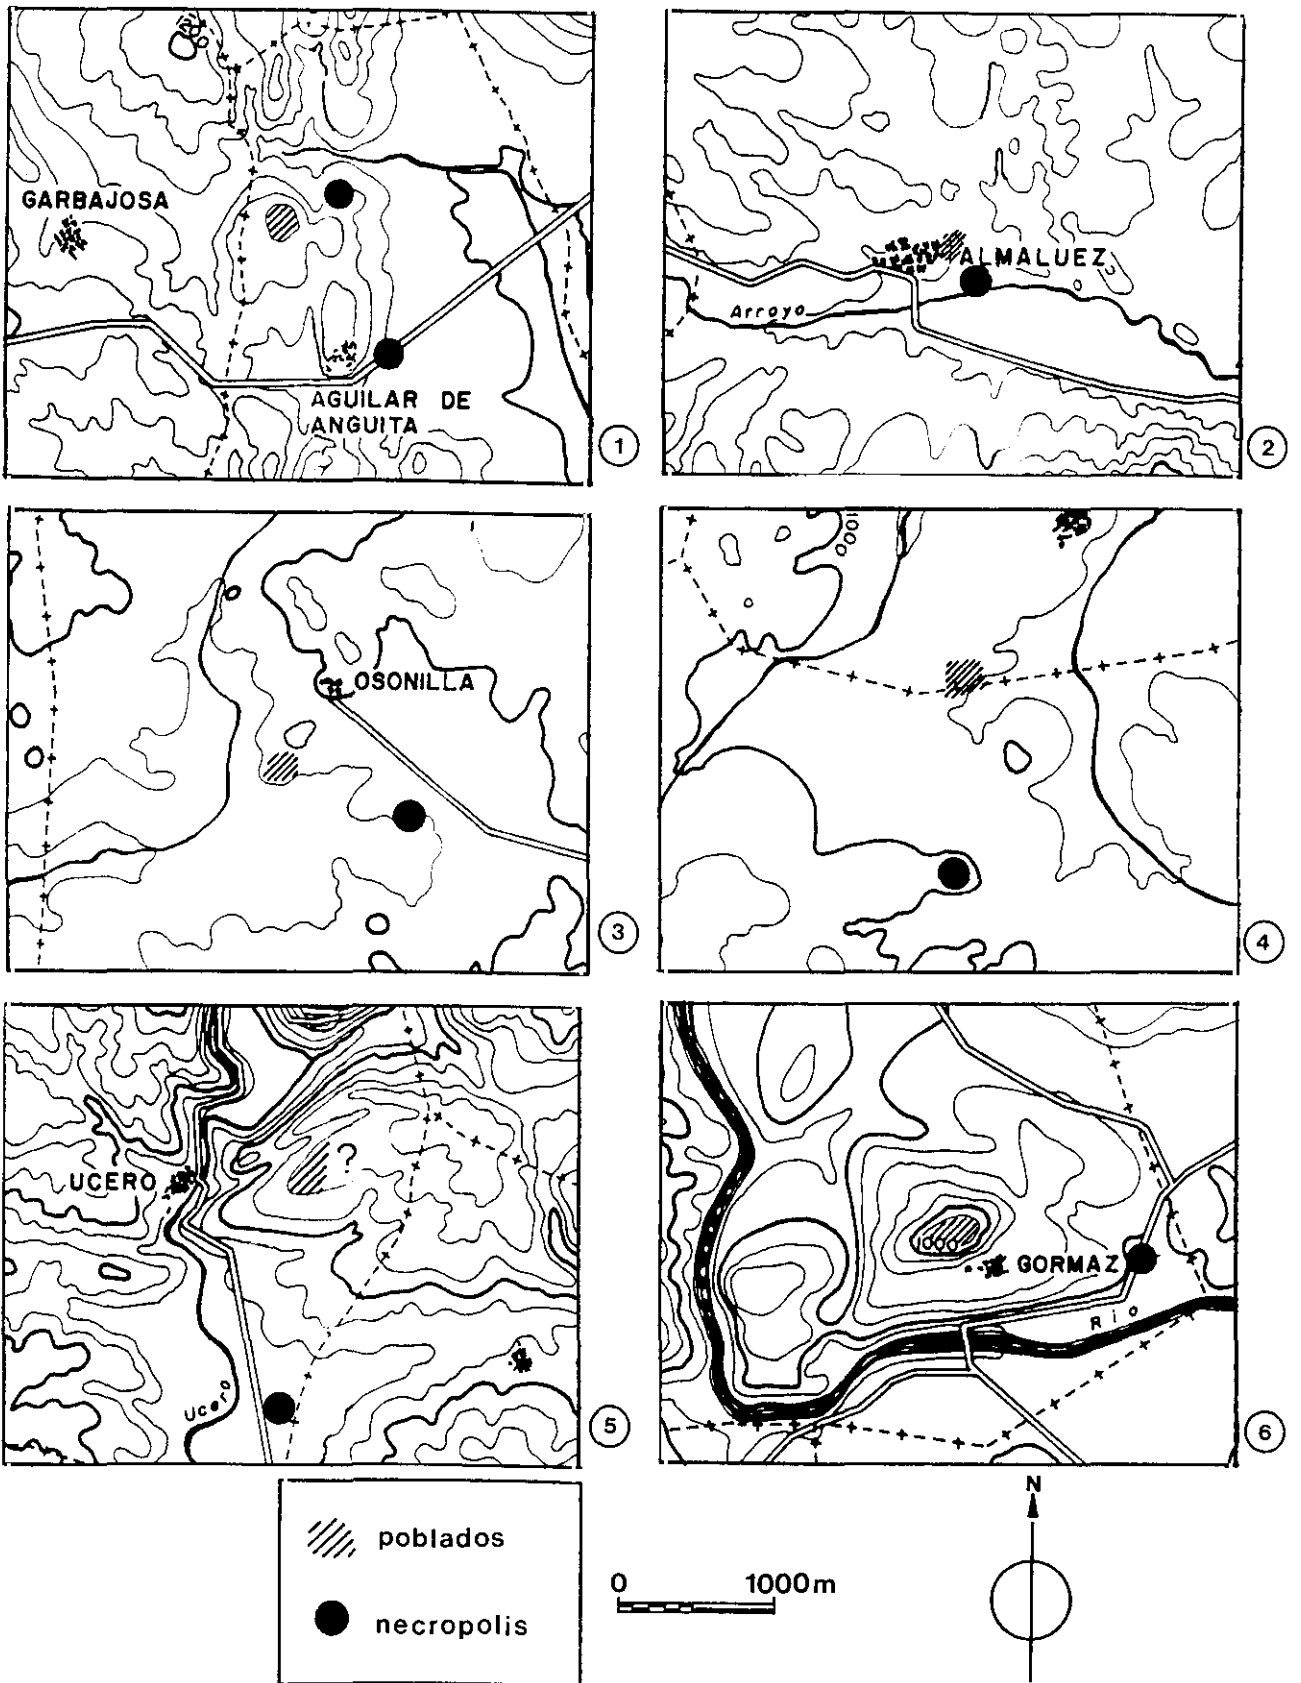 GARBAJOSA
AGUILAR DE
ANGUITA
1
ALMALUEZ
Arroyo
2
OSONILLA
3
1000
4
UCERO
?
Ucero
5
1000
GORMAZ
Río
6
poblados
necropolis
0 1000m
N